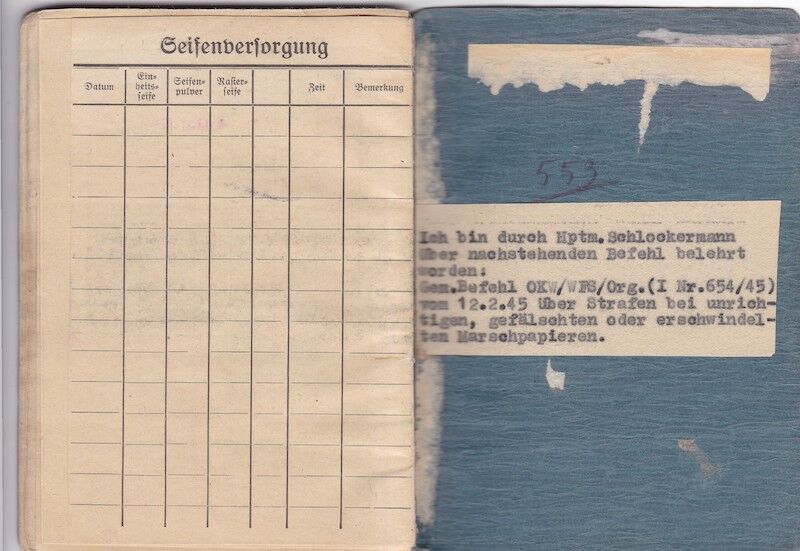 Seifenversorgung
Datum
Ein=
heits=
seife
Seifen=
pulver
Rasier=
seife
Zeit
Bemerkung
553
Ich bin durch Hptm.Schlockermann
über nachstehenden Befehl belehrt
worden:
Gem.Befehl OKW/WFS/Org.(I Nr.654/45)
vom 12.2.45 über Strafen bei unrich-
tigen, gefälschten oder erschwindel-
ten Marschpapieren.